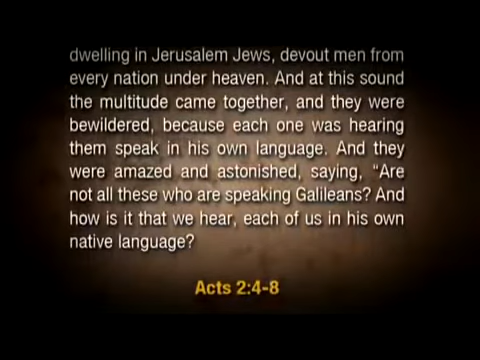 dwelling in Jerusalem Jews, devout men from
every nation under heaven. And at this sound
the multitude came together, and they were
bewildered, because each one was hearing
them speak in his own language. And they
were amazed and astonished, saying, “Are
not all these who are speaking Galileans? And
how is it that we hear, each of us in his own
native language?
Acts 2:4-8